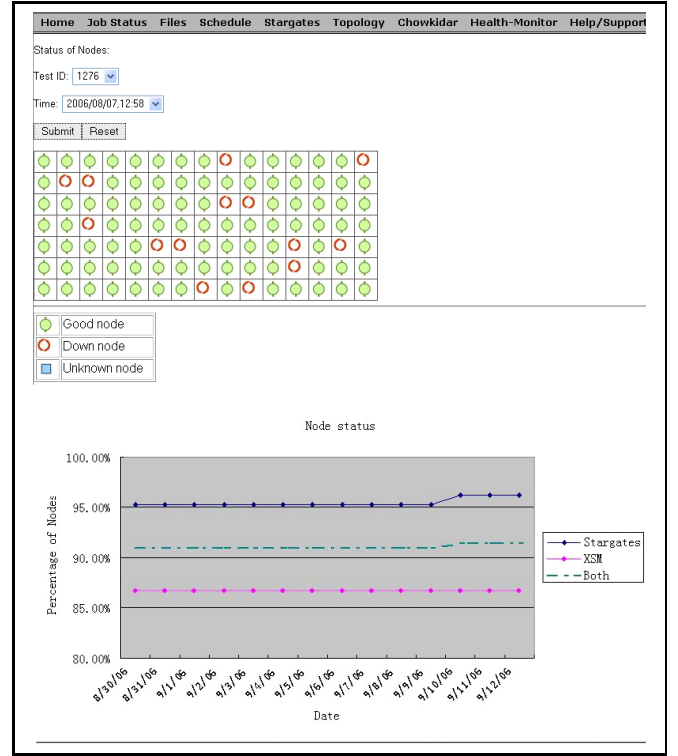 Home Job Status Files Schedule Stargates Topology Chowkidar Health-Monitor Help/Support
Status of Nodes:
Test ID: 1276
Time: 2006/08/07,12:58
Submit Reset
Good node
Down node
Unknown node
Node status
100.00%
95.00%
90.00%
85.00%
80.00%
Percentage of Nodes
8/30/06 8/31/06 9/1/06 9/2/06 9/3/06 9/4/06 9/5/06 9/6/06 9/7/06 9/8/06 9/9/06 9/10/06 9/11/06 9/12/06
Date
Stargates
XSM
Both